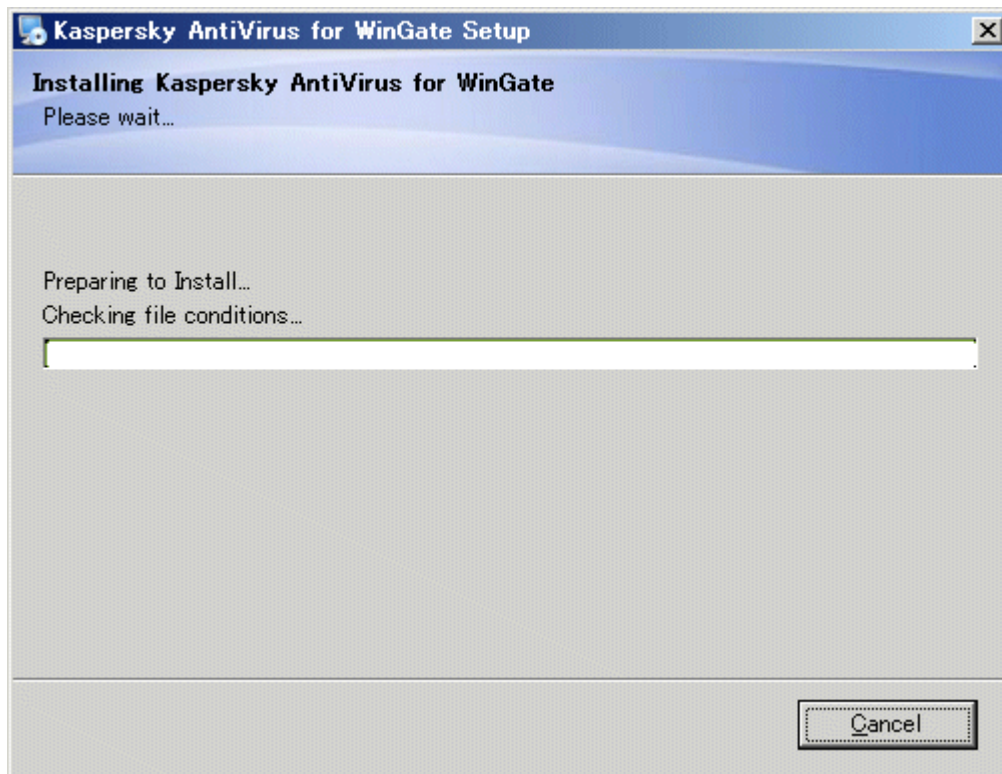 Kaspersky AntiVirus for WinGate Setup
Installing Kaspersky AntiVirus for WinGate
Please wait...
Preparing to Install...
Checking file conditions...
Cancel